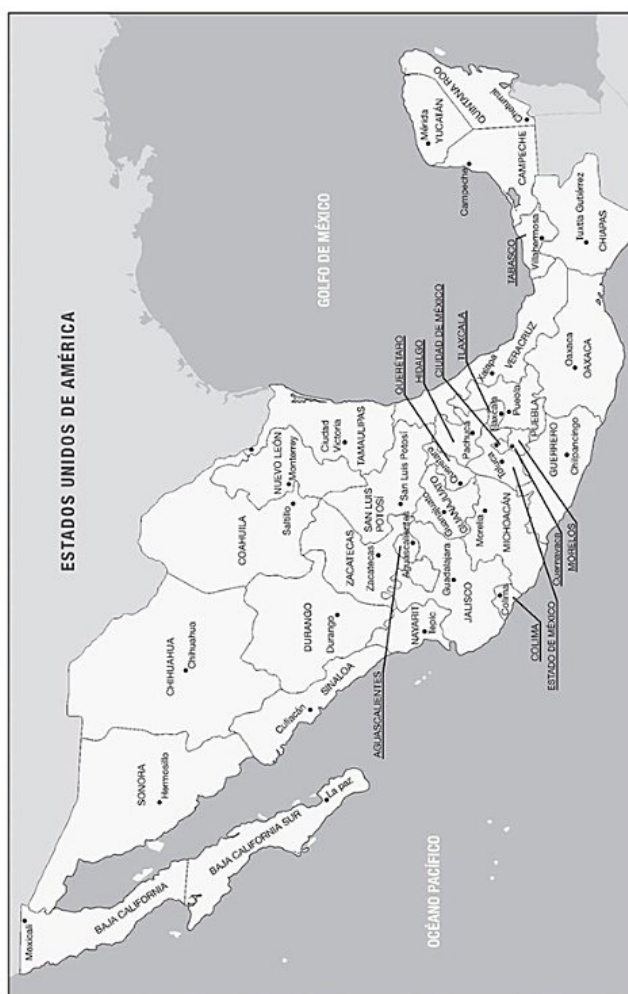 ESTADOS UNIDOS DE AMÉRICA
Mexicali
BAJA CALIFORNIA
BAJA CALIFORNIA SUR
La paz
SONORA
Hermosillo
CHIHUAHUA
Chihuahua
COAHUILA
Saltillo
NUEVO LEÓN
Monterrey
Ciudad
Victoria
TAMAULIPAS
SINALOA
Culiacán
DURANGO
Durango
ZACATECAS
Zacatecas
SAN LUIS
POTOSÍ
San Luis Potosí
AGUASCALIENTES
Aguascalientes
NAYARIT
Tepic
JALISCO
Guadalajara
GUANAJUATO
Guanajuato
Querétaro
COLIMA
Colima
MICHOACÁN
Morelia
ESTADO DE MÉXICO
Toluca
Cuernavaca
MORELOS
QUERÉTARO
HIDALGO
CIUDAD DE MÉXICO
TLAXCALA
Pachuca
Tlaxcala
Puebla
PUEBLA
Xalapa
VERACRUZ
GUERRERO
Chilpancingo
Oaxaca
OAXACA
TABASCO
Villahermosa
Tuxtla Gutiérrez
CHIAPAS
Campeche
CAMPECHE
Mérida
YUCATÁN
QUINTANA ROO
Chetumal
GOLFO DE MÉXICO
OCÉANO PACÍFICO